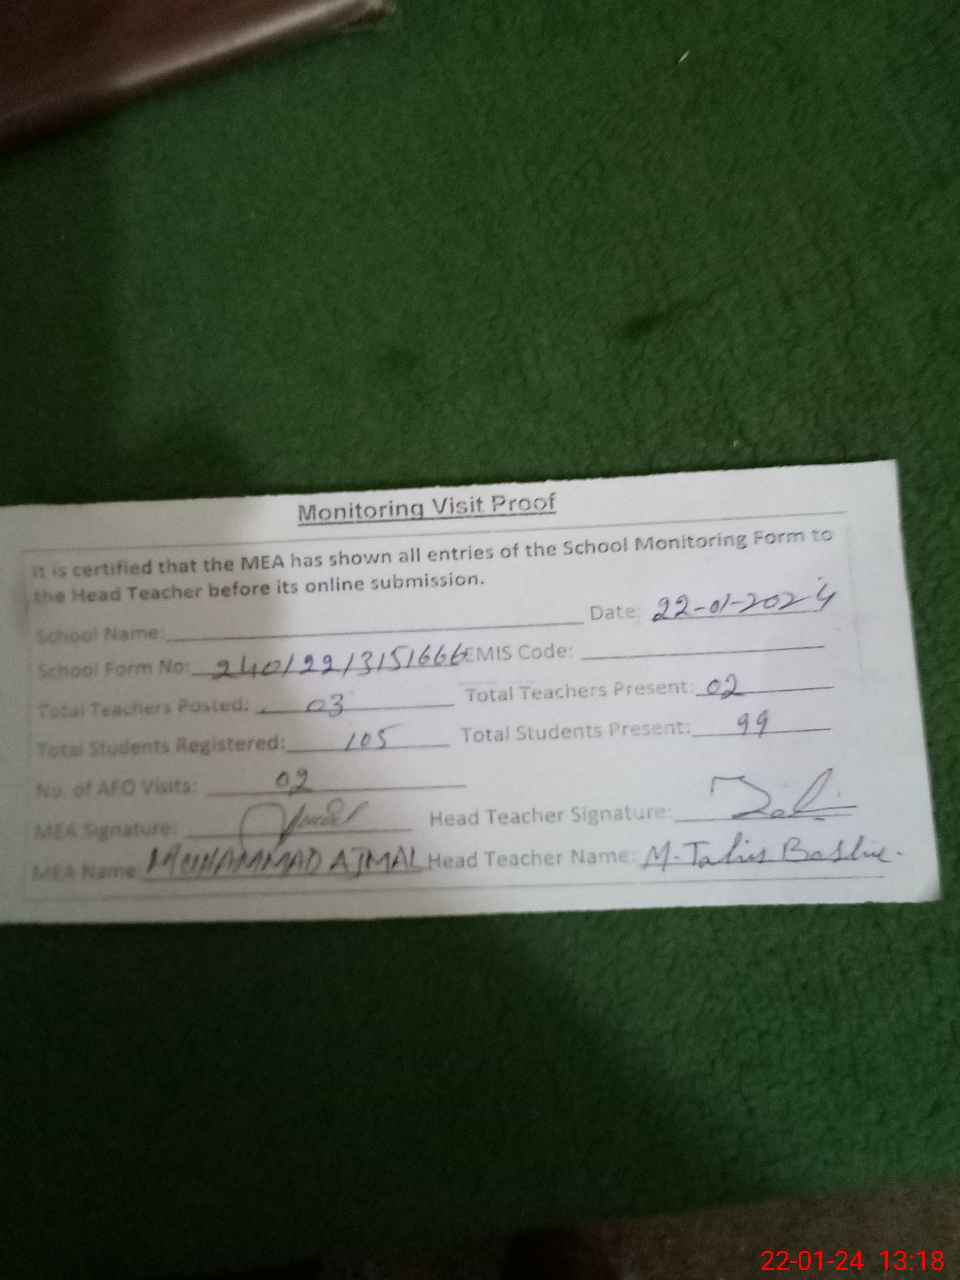 Monitoring Visit Proof
It is certified that the MEA has shown all entries of the School Monitoring Form to
the Head Teacher before its online submission.
School Name: Date: 22-01-2024
School Form No: 24012213151666 EMIS Code:
Total Teachers Posted: 03 Total Teachers Present: 02
Total Students Registered: 105 Total Students Present: 99
No. of AEO Visits: 02
MEA Signature: Head Teacher Signature:
MEA Name MUHAMMAD AJMAL Head Teacher Name: M.
22-01-24 13:18